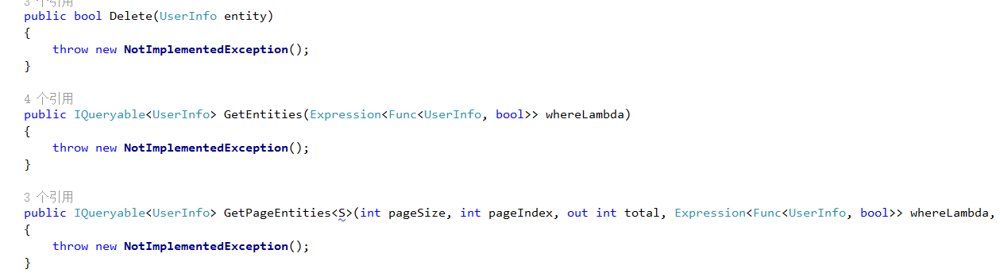 3 个引用
public bool Delete(UserInfo entity)
{
throw new NotImplementedException();
}
4 个引用
public IQueryable<UserInfo> GetEntities(Expression<Func<UserInfo, bool>> whereLambda)
{
throw new NotImplementedException();
}
3 个引用
public IQueryable<UserInfo> GetPageEntities<S>(int pageSize, int pageIndex, out int total, Expression<Func<UserInfo, bool>> whereLambda,
{
throw new NotImplementedException();
}